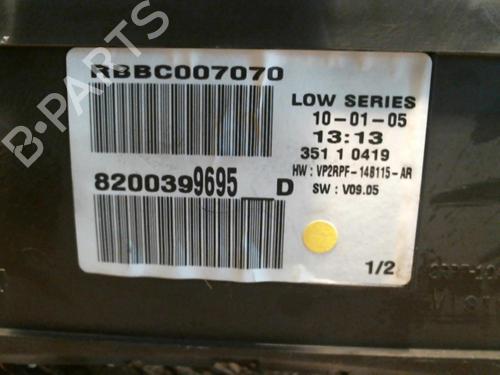 B-PARTS
RBBC007070
8200399695__D
LOW SERIES
10-01-05
13:13
351 1 0419
HW : VP2RPF-14B115-AR
SW : V09.05
1/2